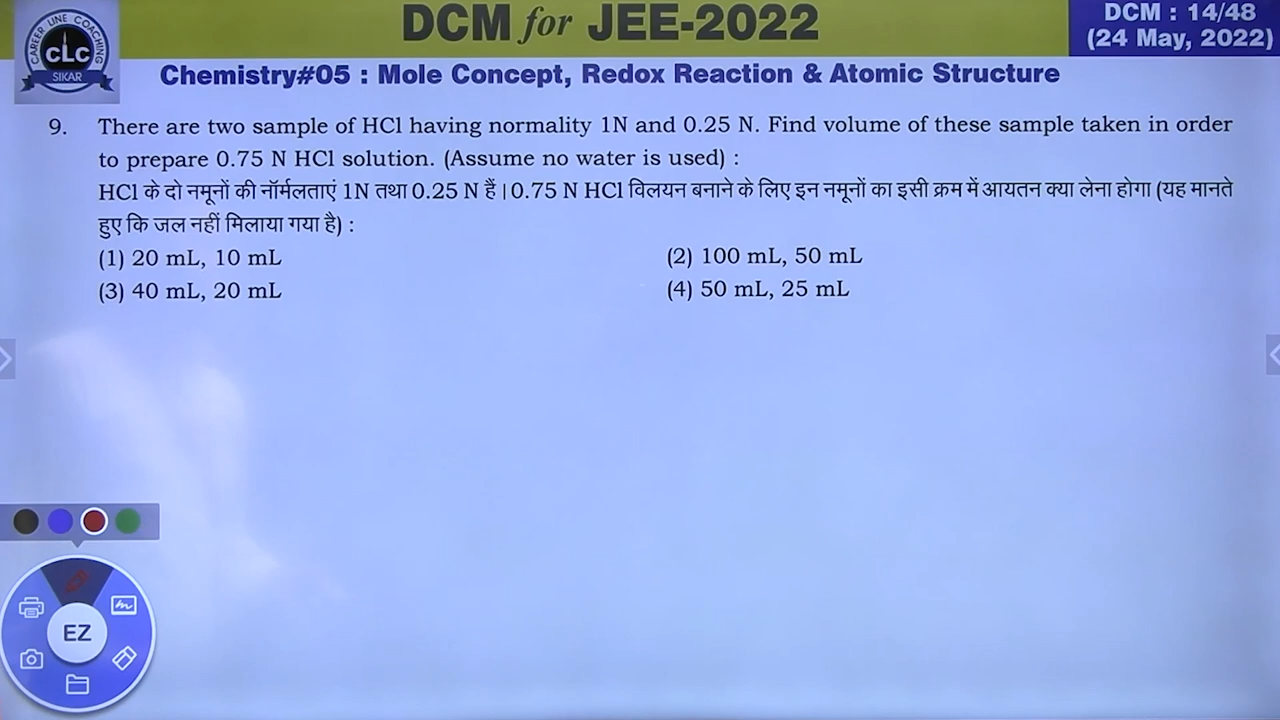 DCM for JEE-2022
DCM : 14/48
(24 May, 2022)
CAREER LINE COACHING
CLC
SIKAR
Chemistry#05 : Mole Concept, Redox Reaction & Atomic Structure
9. There are two sample of HCl having normality 1N and 0.25 N. Find volume of these sample taken in order
to prepare 0.75 N HCl solution. (Assume no water is used) :
HCl के दो नमूनों की नॉर्मलताएं 1N तथा 0.25 N हैं। 0.75 N HCl विलयन बनाने के लिए इन नमूनों का इसी क्रम में आयतन क्या लेना होगा (यह मानते
हुए कि जल नहीं मिलाया गया है) :
(1) 20 mL, 10 mL (2) 100 mL, 50 mL
(3) 40 mL, 20 mL (4) 50 mL, 25 mL
EZ